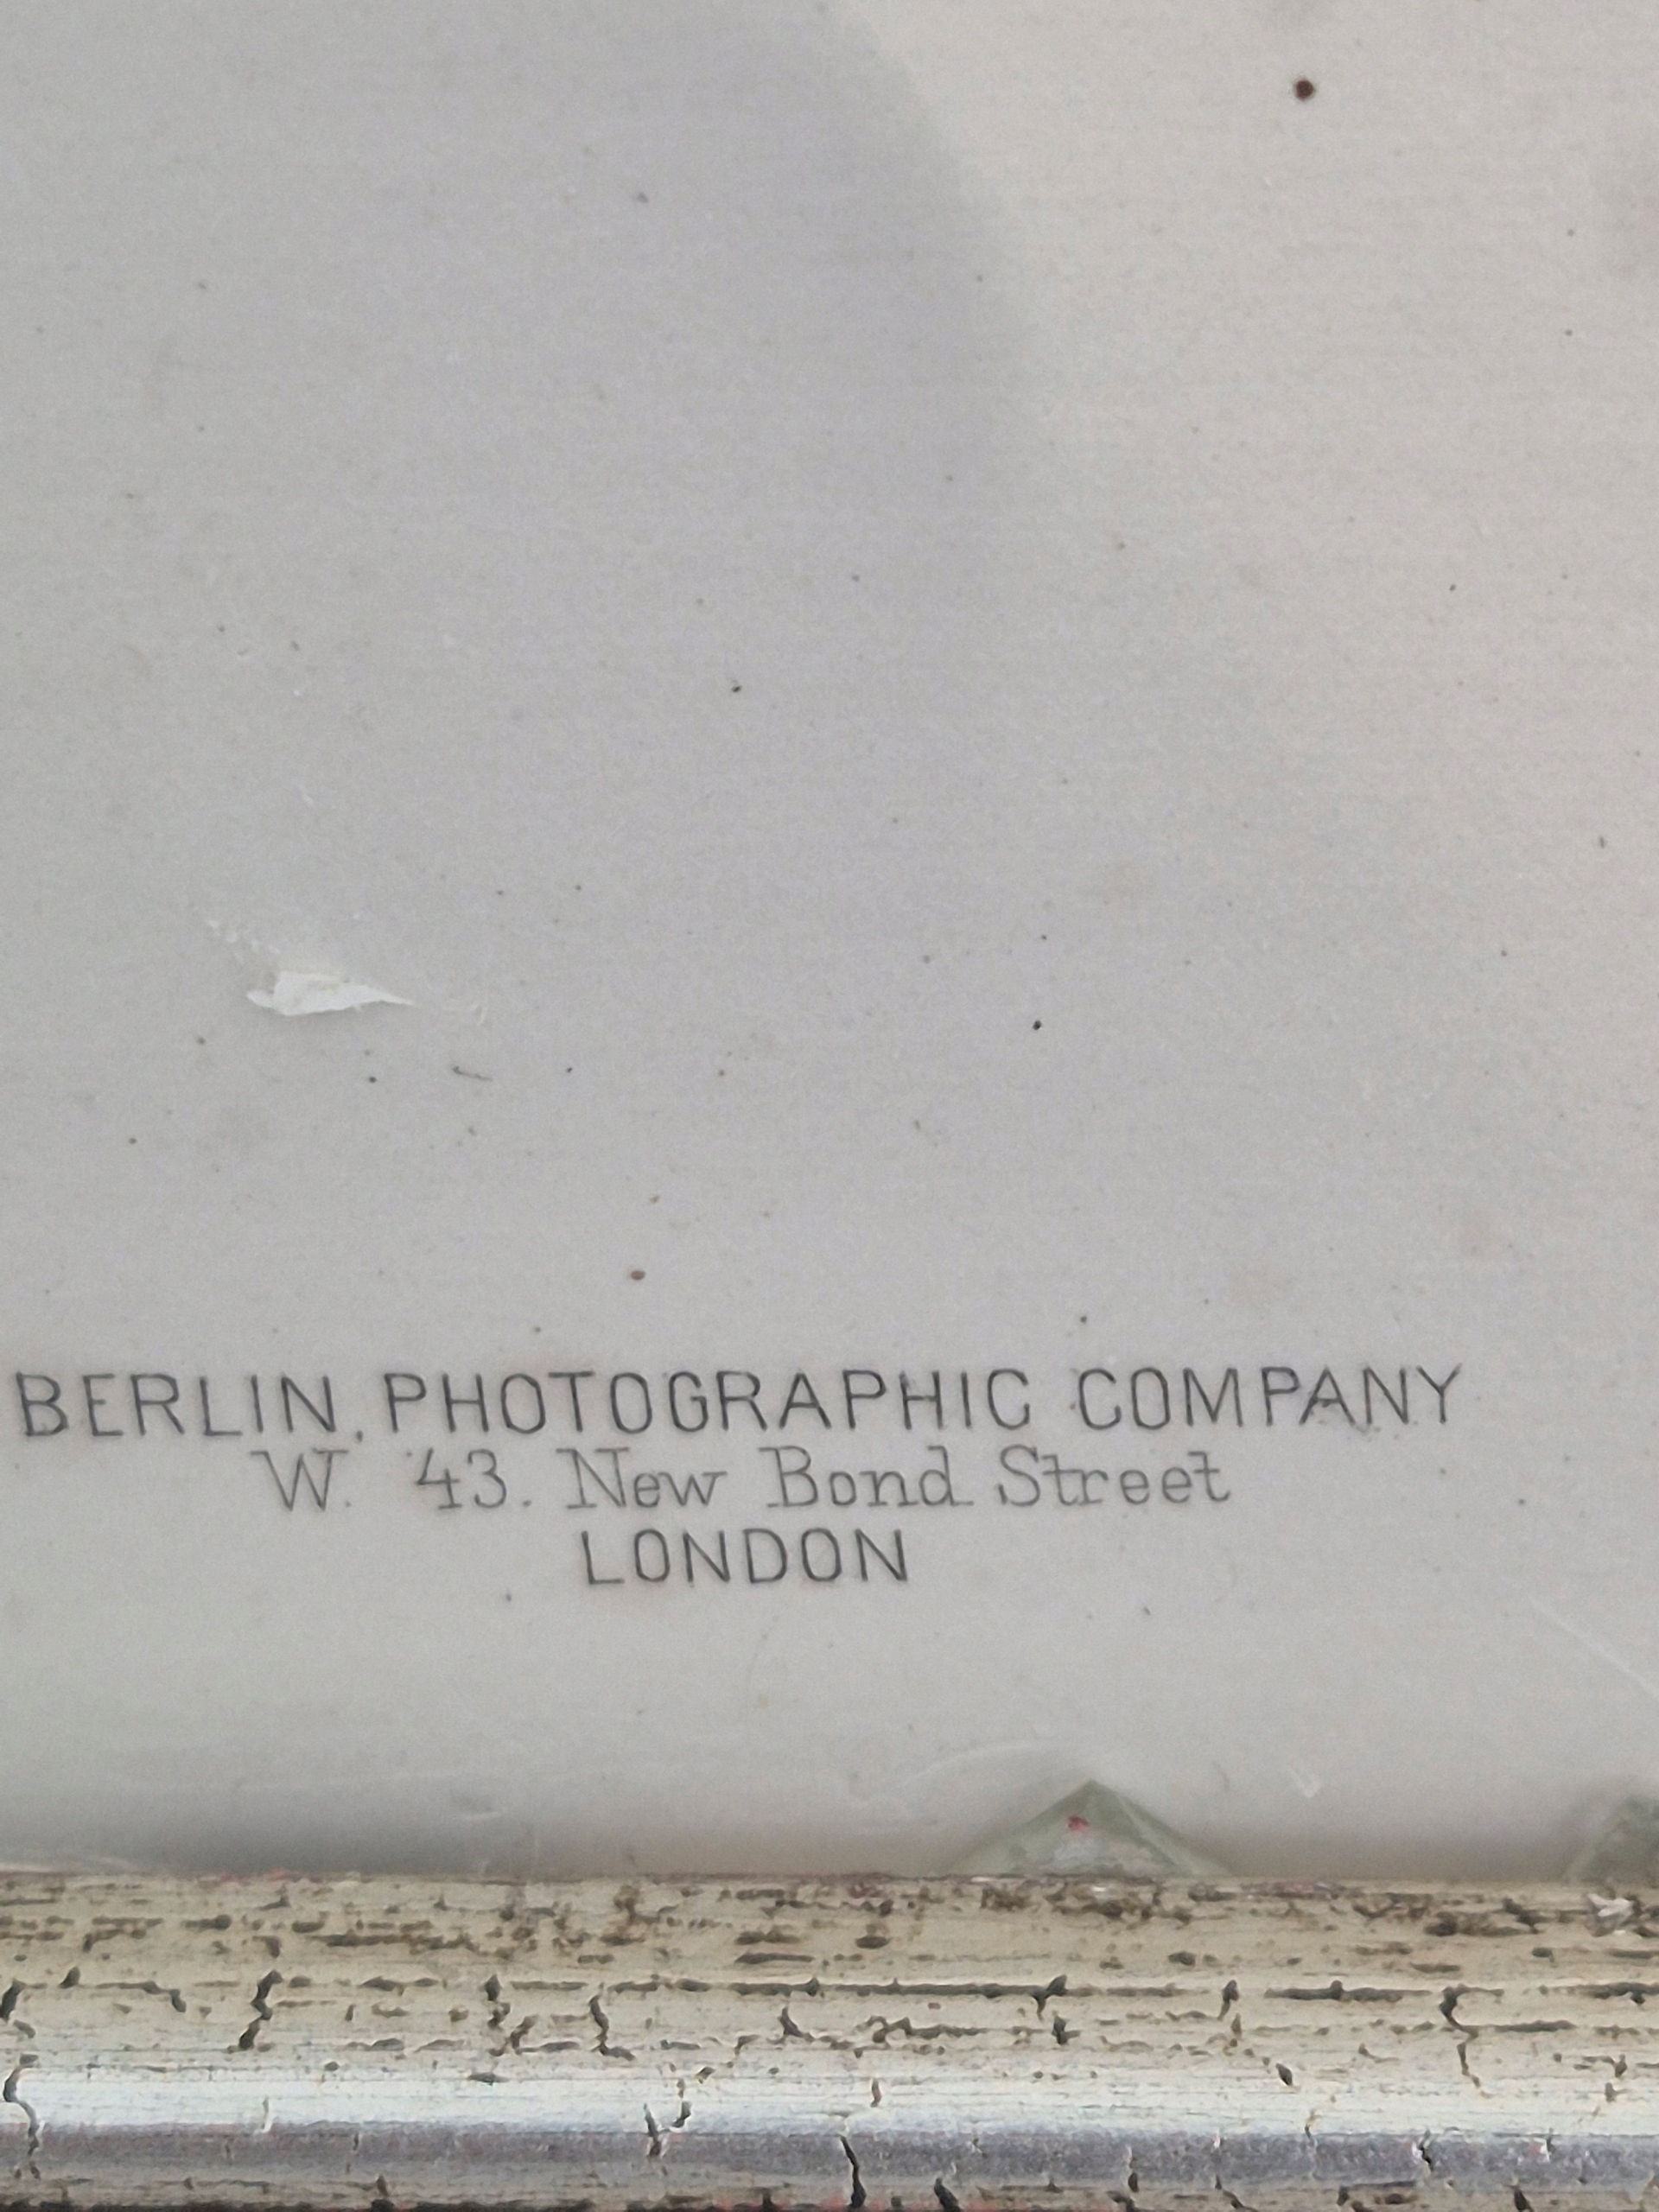 BERLIN, PHOTOGRAPHIC COMPANY
W. 43. New Bond Street
LONDON